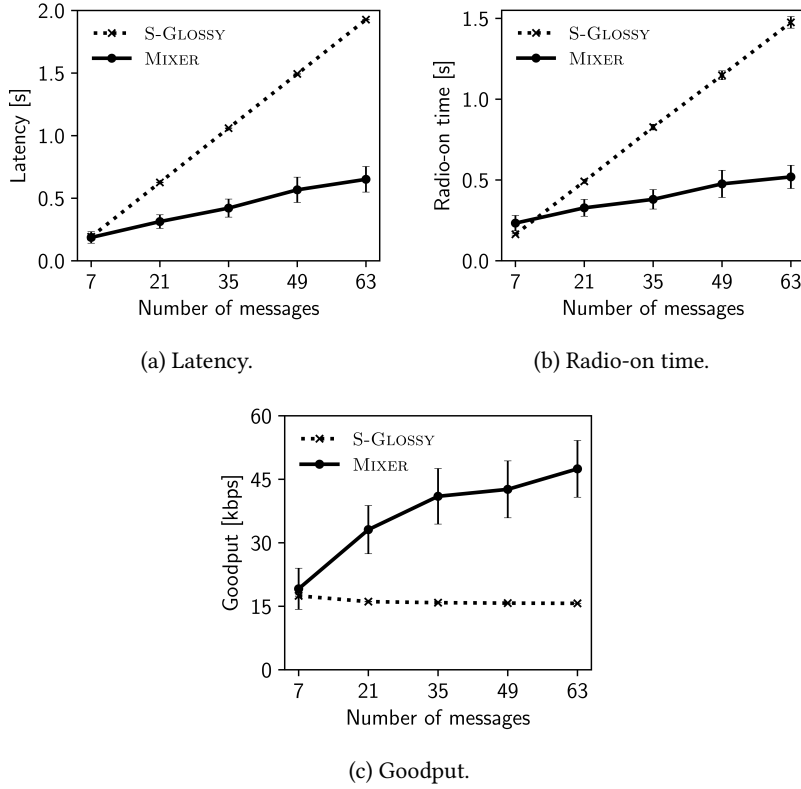 2.0
1.5
1.0
0.5
0.0
Latency [s]
S-GLOSSY
MIXER
7 21 35 49 63
Number of messages
(a) Latency.
1.5
1.0
0.5
0.0
Radio-on time [s]
S-GLOSSY
MIXER
7 21 35 49 63
Number of messages
(b) Radio-on time.
60
45
30
15
0
Goodput [kbps]
S-GLOSSY
MIXER
7 21 35 49 63
Number of messages
(c) Goodput.